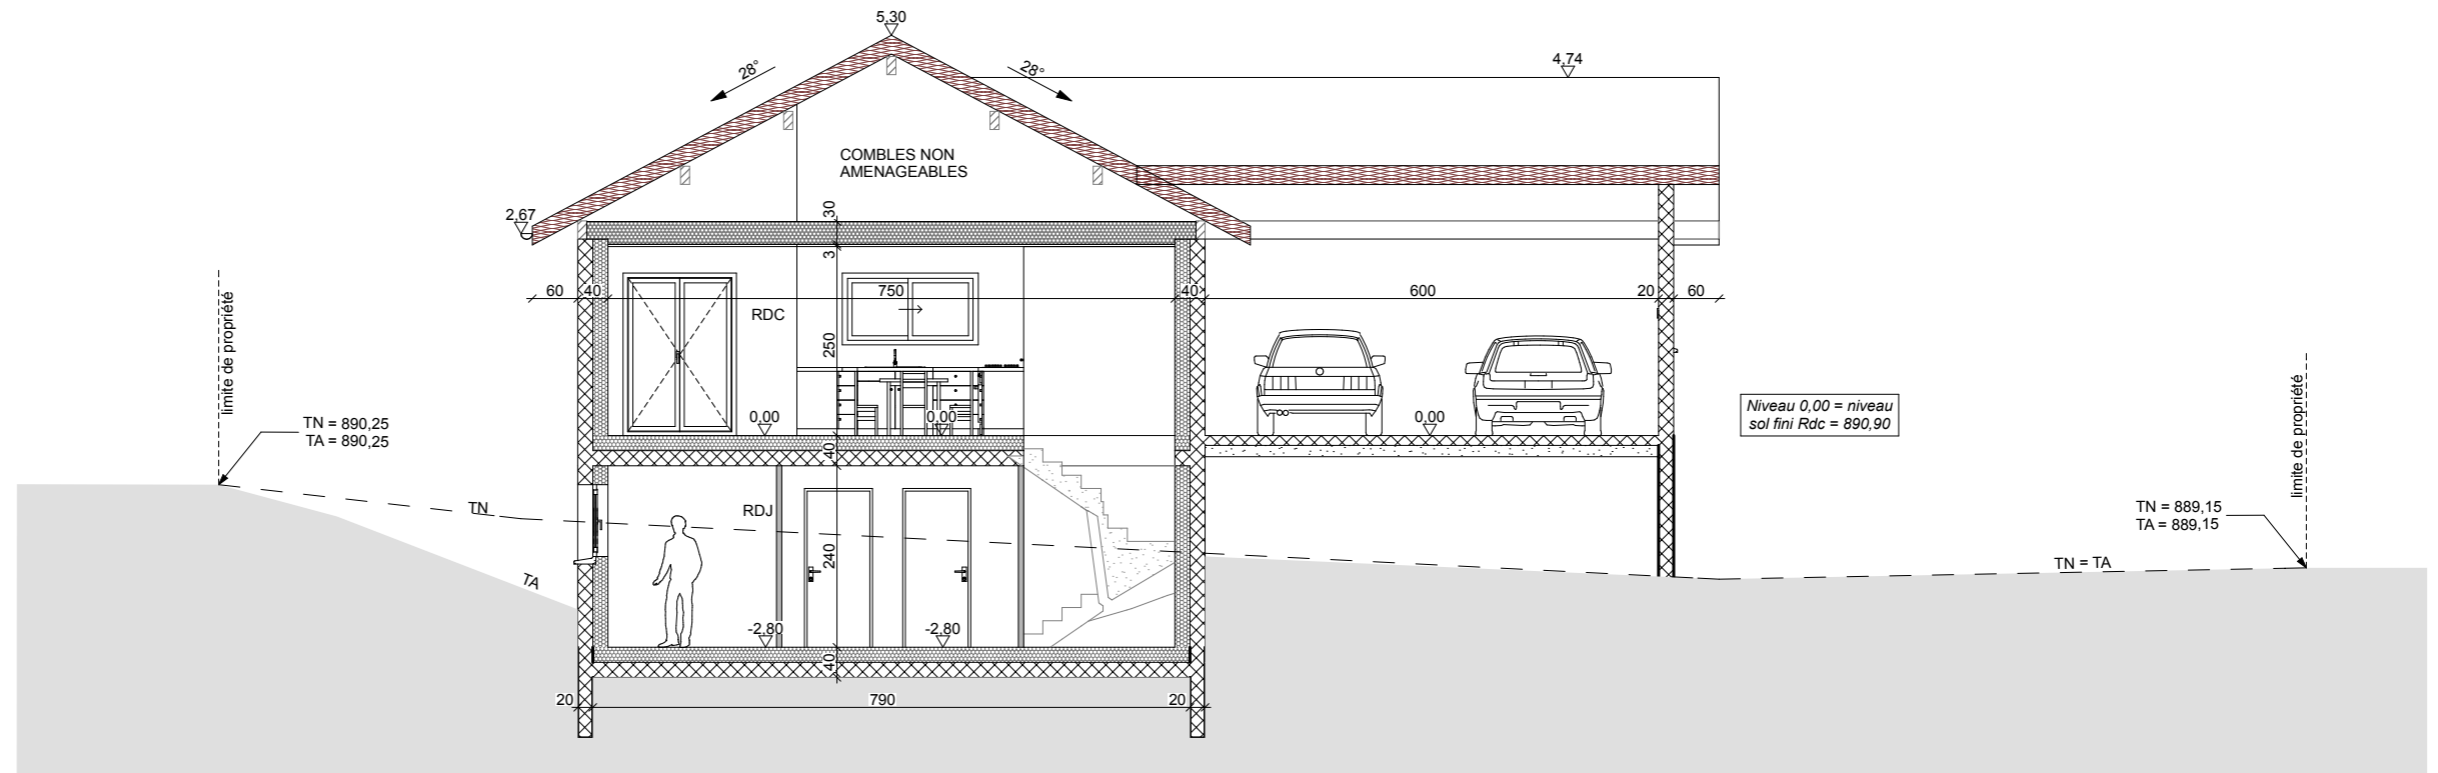 5,30
28°
28°
4,74
COMBLES NON
AMENAGEABLES
2,67
30
3
60
40
750
40
600
20
60
RDC
250
limite de propriété
limite de propriété
TN = 890,25
TA = 890,25
0,00
0,00
0,00
Niveau 0,00 = niveau
sol fini Rdc = 890,90
40
TN
RDJ
TN = 889,15
TA = 889,15
240
TA
TN = TA
-2,80
-2,80
40
20
790
20